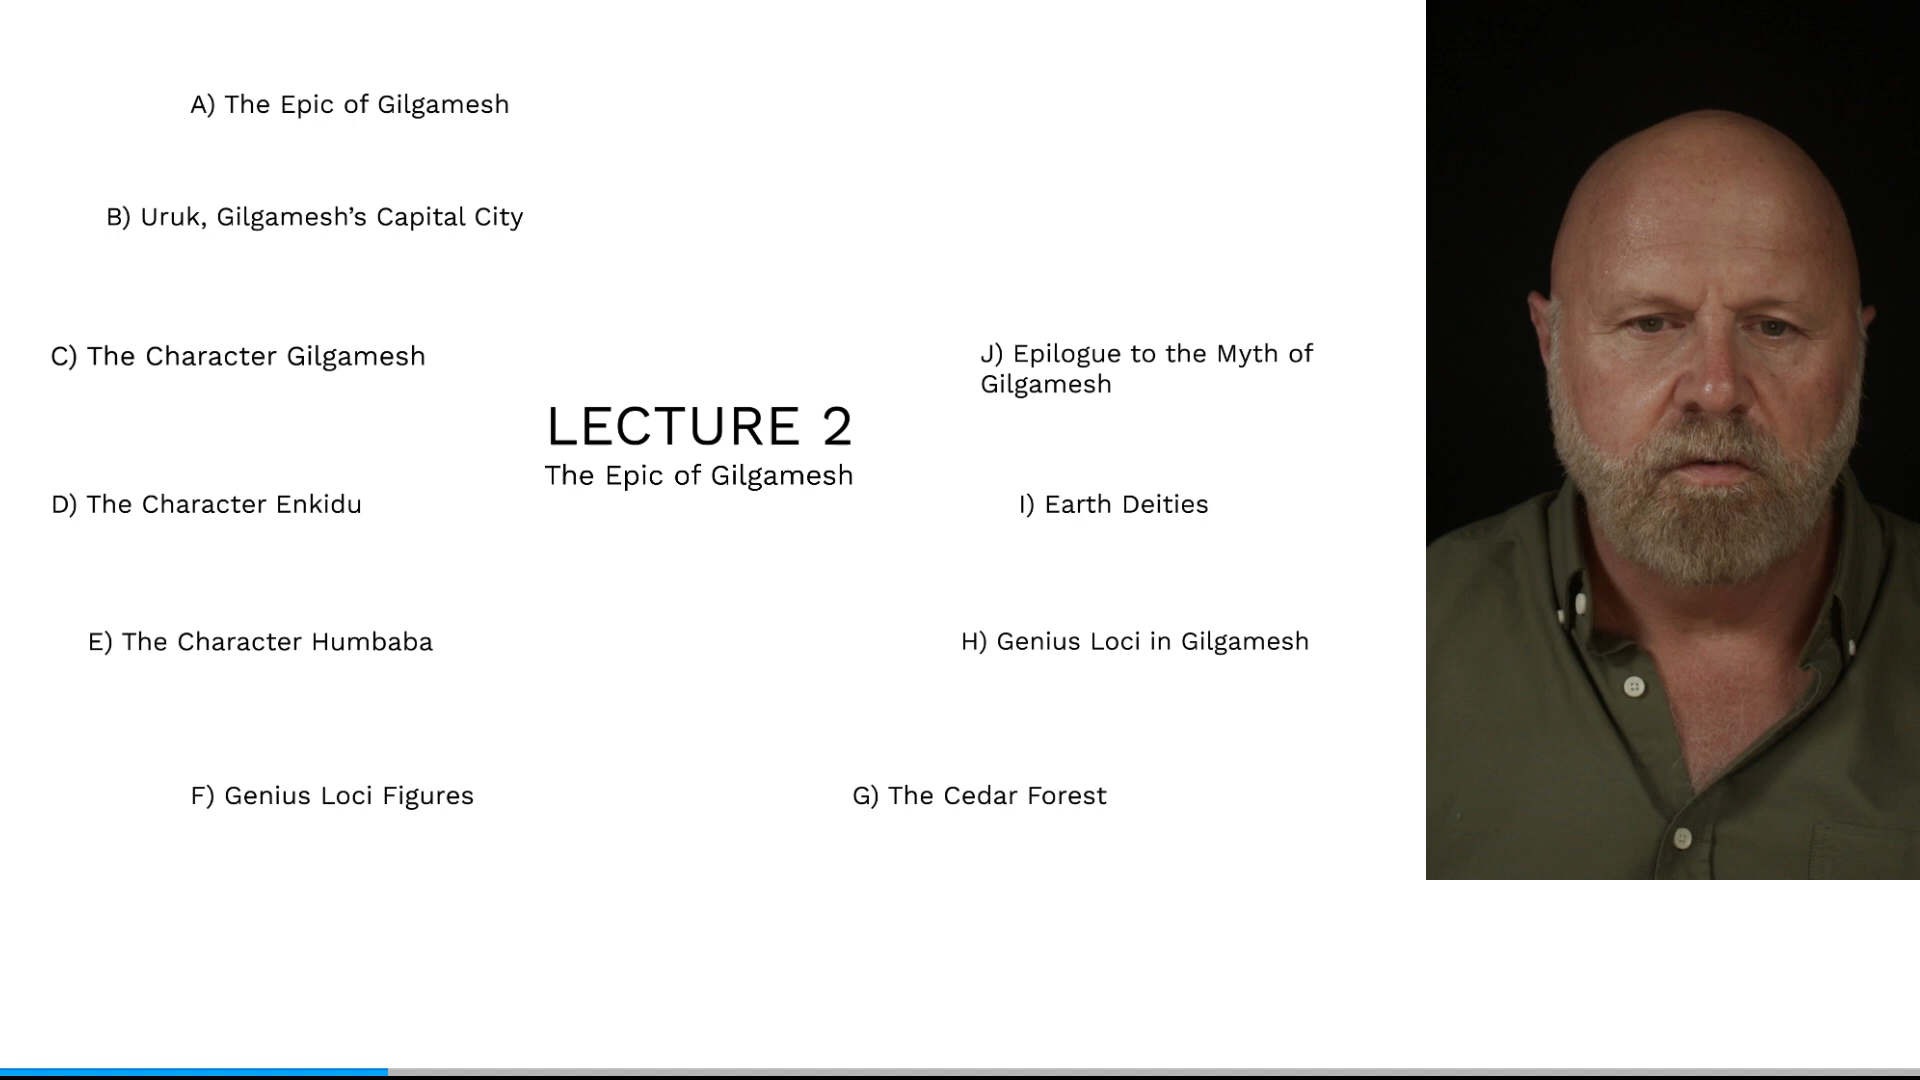 A) The Epic of Gilgamesh
B) Uruk, Gilgamesh’s Capital City
C) The Character Gilgamesh
D) The Character Enkidu
E) The Character Humbaba
F) Genius Loci Figures
LECTURE 2
The Epic of Gilgamesh
G) The Cedar Forest
H) Genius Loci in Gilgamesh
I) Earth Deities
J) Epilogue to the Myth of
Gilgamesh